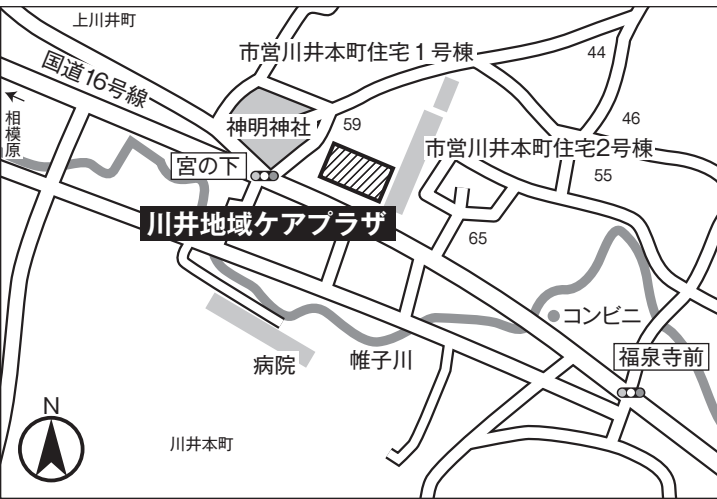 上川井町
国道16号線
市営川井本町住宅1号棟
44
相模原
神明神社
59
46
市営川井本町住宅2号棟
宮の下
55
川井地域ケアプラザ
65
コンビニ
病院
帷子川
福泉寺前
N
川井本町